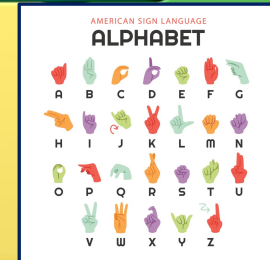 AMERICAN SIGN LANGUAGE
ALPHABET
A B C D E F G
H I J K L M N
O P Q R S T U
V W X Y Z